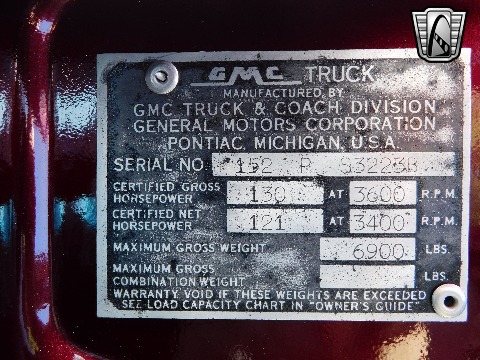 GMC TRUCK
MANUFACTURED BY
GMC TRUCK & COACH DIVISION
GENERAL MOTORS CORPORATION
PONTIAC, MICHIGAN, U.S.A.
SERIAL NO 152 P S3223B
CERTIFIED GROSS HORSEPOWER 130 AT 3600 R.P.M.
CERTIFIED NET HORSEPOWER 121 AT 3400 R.P.M.
MAXIMUM GROSS WEIGHT 6900 LBS.
MAXIMUM GROSS COMBINATION WEIGHT LBS.
WARRANTY VOID IF THESE WEIGHTS ARE EXCEEDED
SEE LOAD CAPACITY CHART IN "OWNER'S GUIDE"